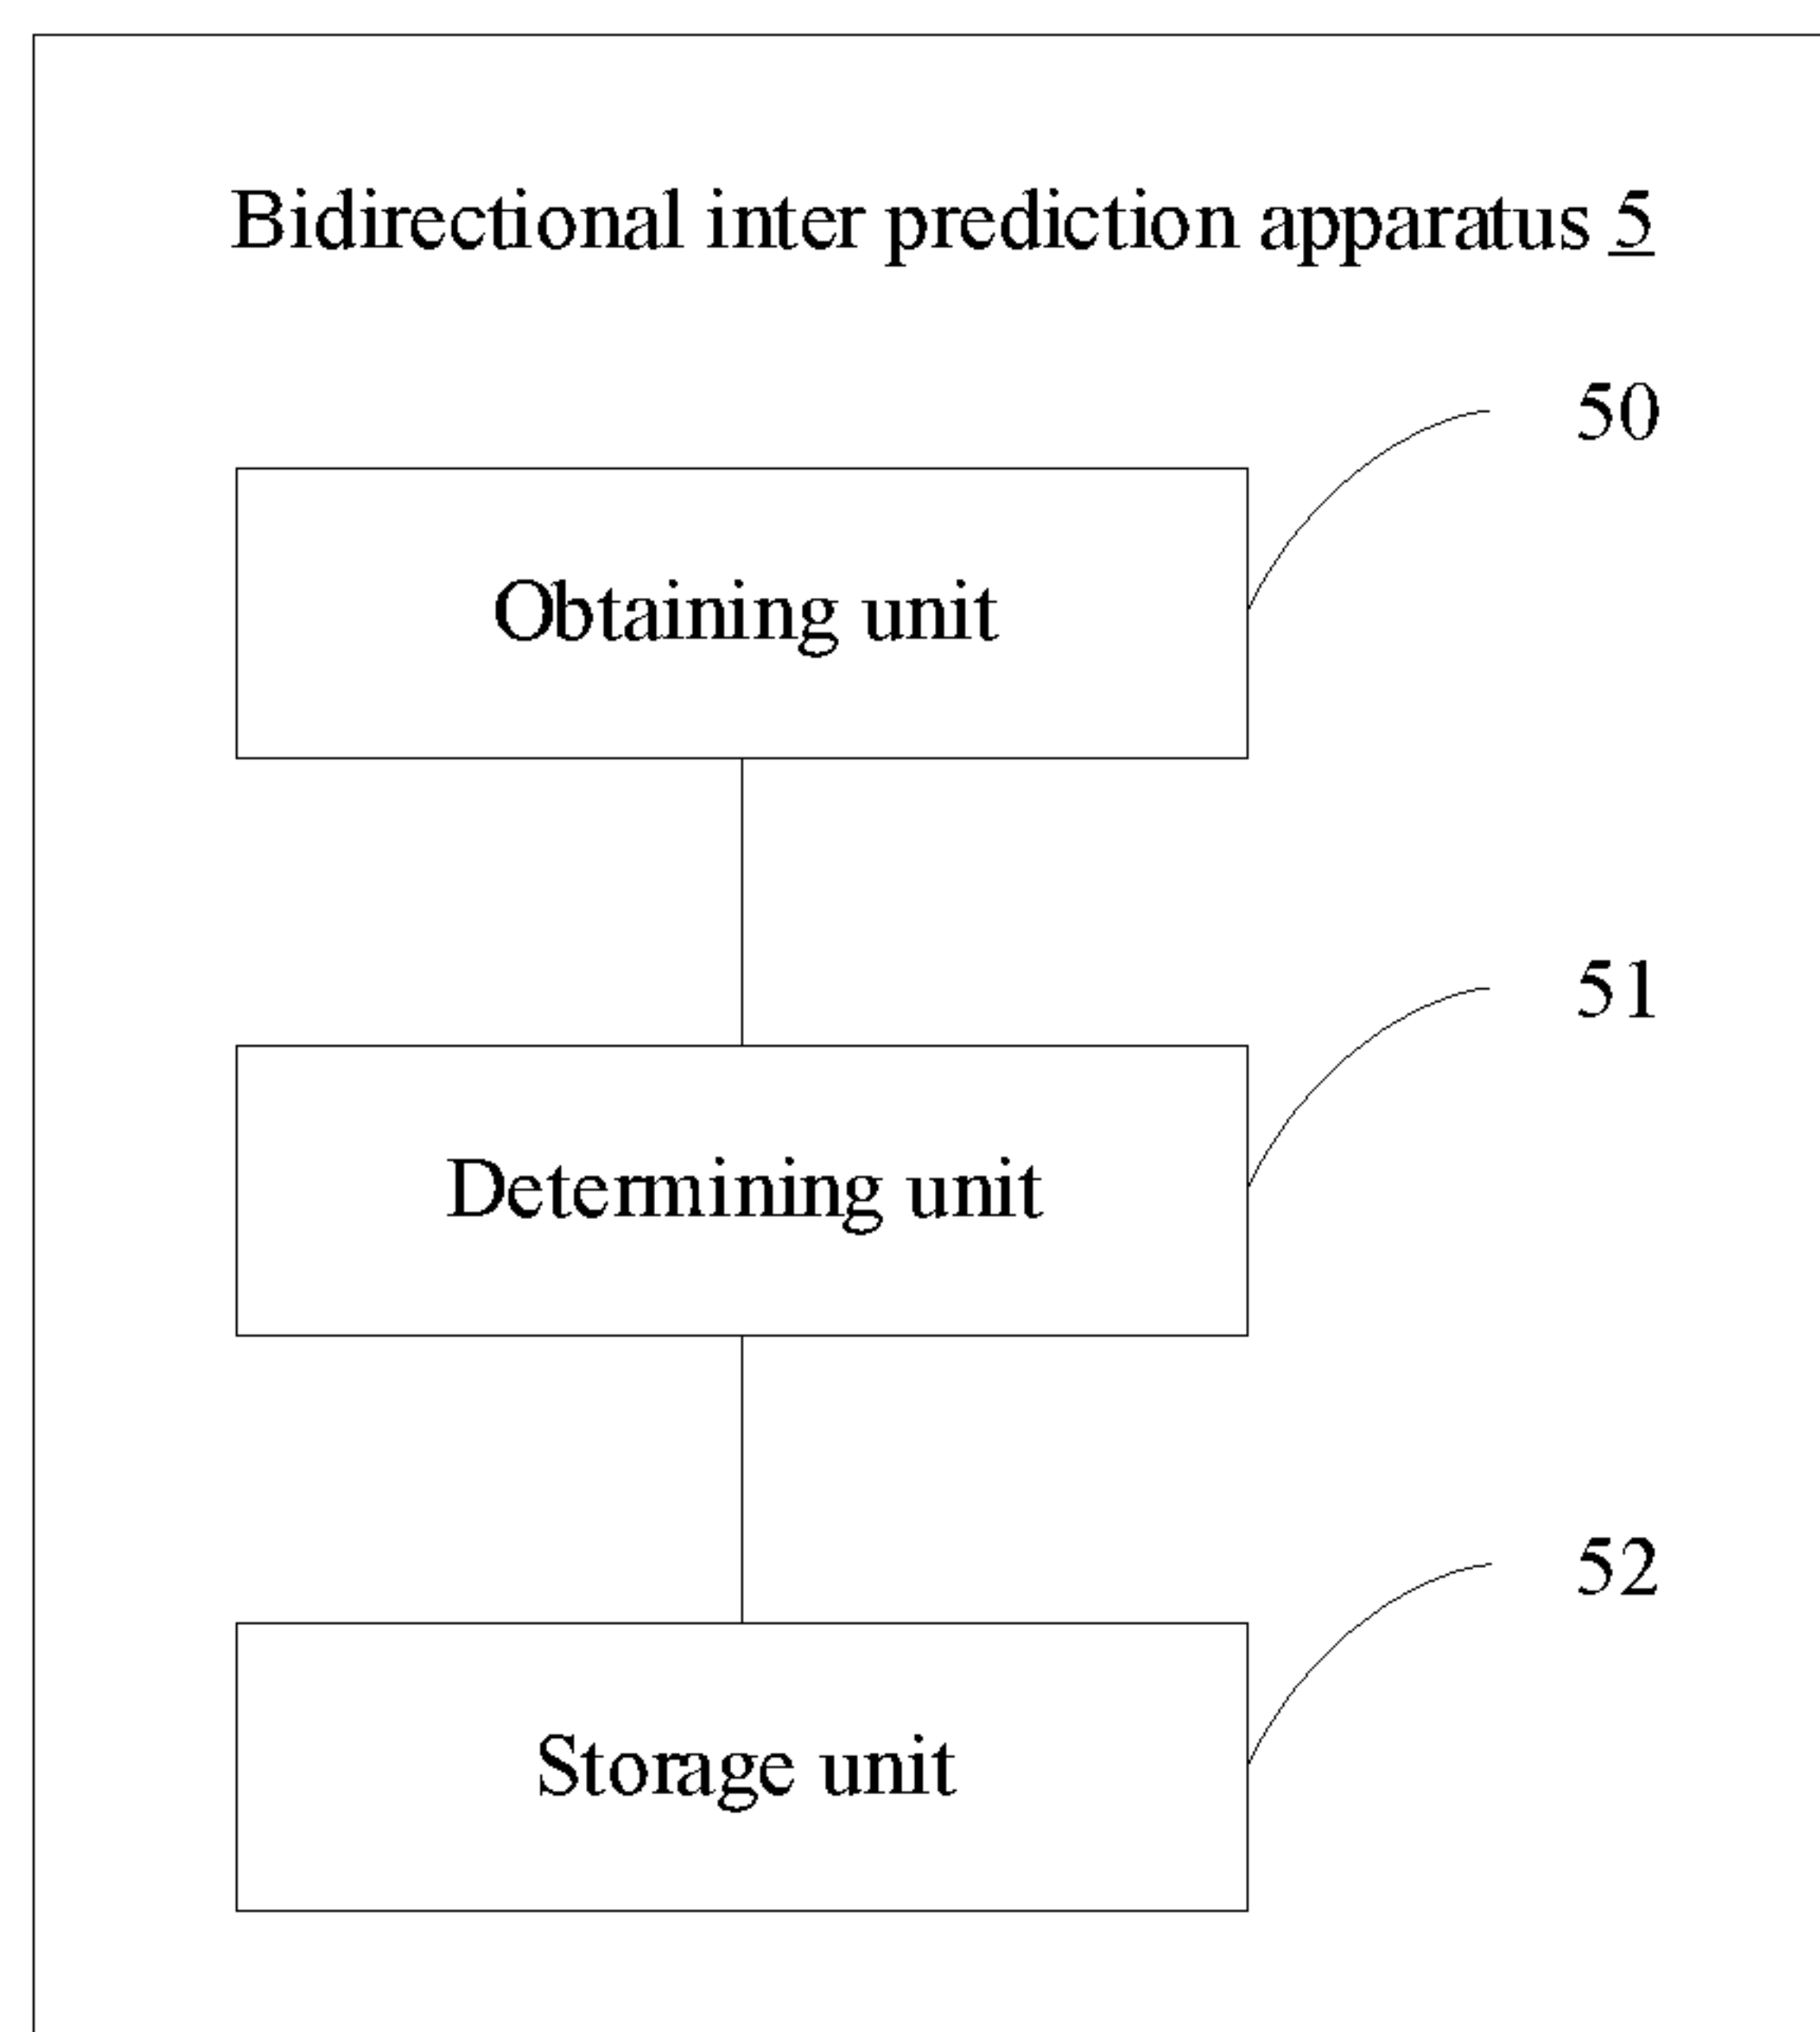 Bidirectional inter prediction apparatus 5
50
Obtaining unit
51
Determining unit
52
Storage unit